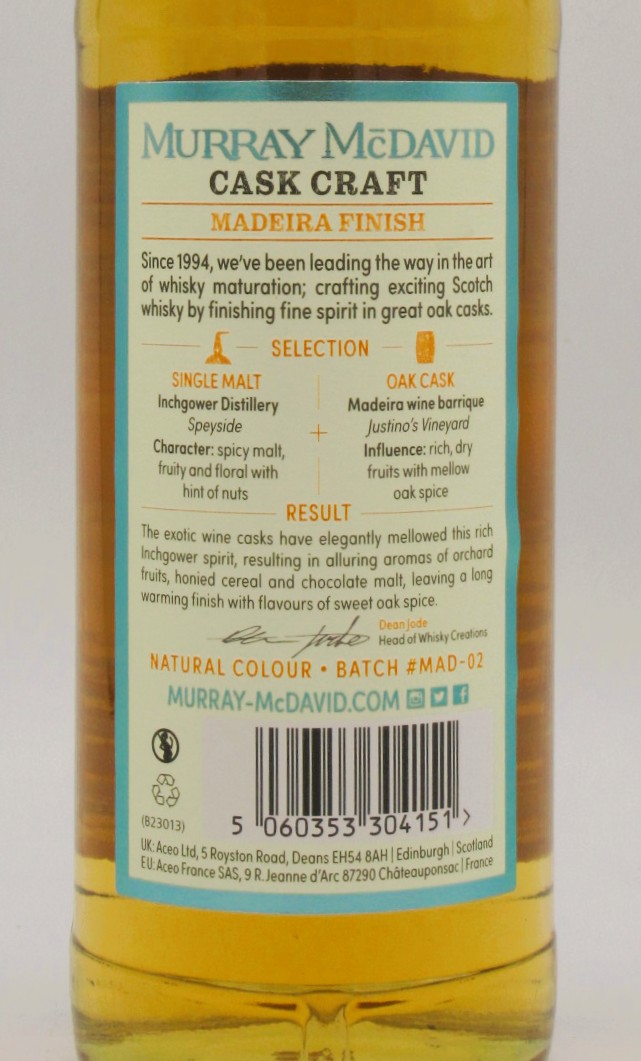 MURRAY McDAVID
CASK CRAFT
MADEIRA FINISH
Since 1994, we've been leading the way in the art
of whisky maturation; crafting exciting Scotch
whisky by finishing fine spirit in great oak casks.
SELECTION
SINGLE MALT
Inchgower Distillery
Speyside
Character: spicy malt,
fruity and floral with
hint of nuts
+
OAK CASK
Madeira wine barrique
Justino's Vineyard
Influence: rich, dry
fruits with mellow
oak spice
RESULT
The exotic wine casks have elegantly mellowed this rich
Inchgower spirit, resulting in alluring aromas of orchard
fruits, honied cereal and chocolate malt, leaving a long
warming finish with flavours of sweet oak spice.
Dean Jode
Head of Whisky Creations
NATURAL COLOUR • BATCH #MAD-02
MURRAY-McDAVID.COM
5 060353 304151 >
(B23013)
UK: Aceo Ltd, 5 Royston Road, Deans EH54 8AH | Edinburgh | Scotland
EU: Aceo France SAS, 9 R. Jeanne d'Arc 87290 Châteauponsac | France